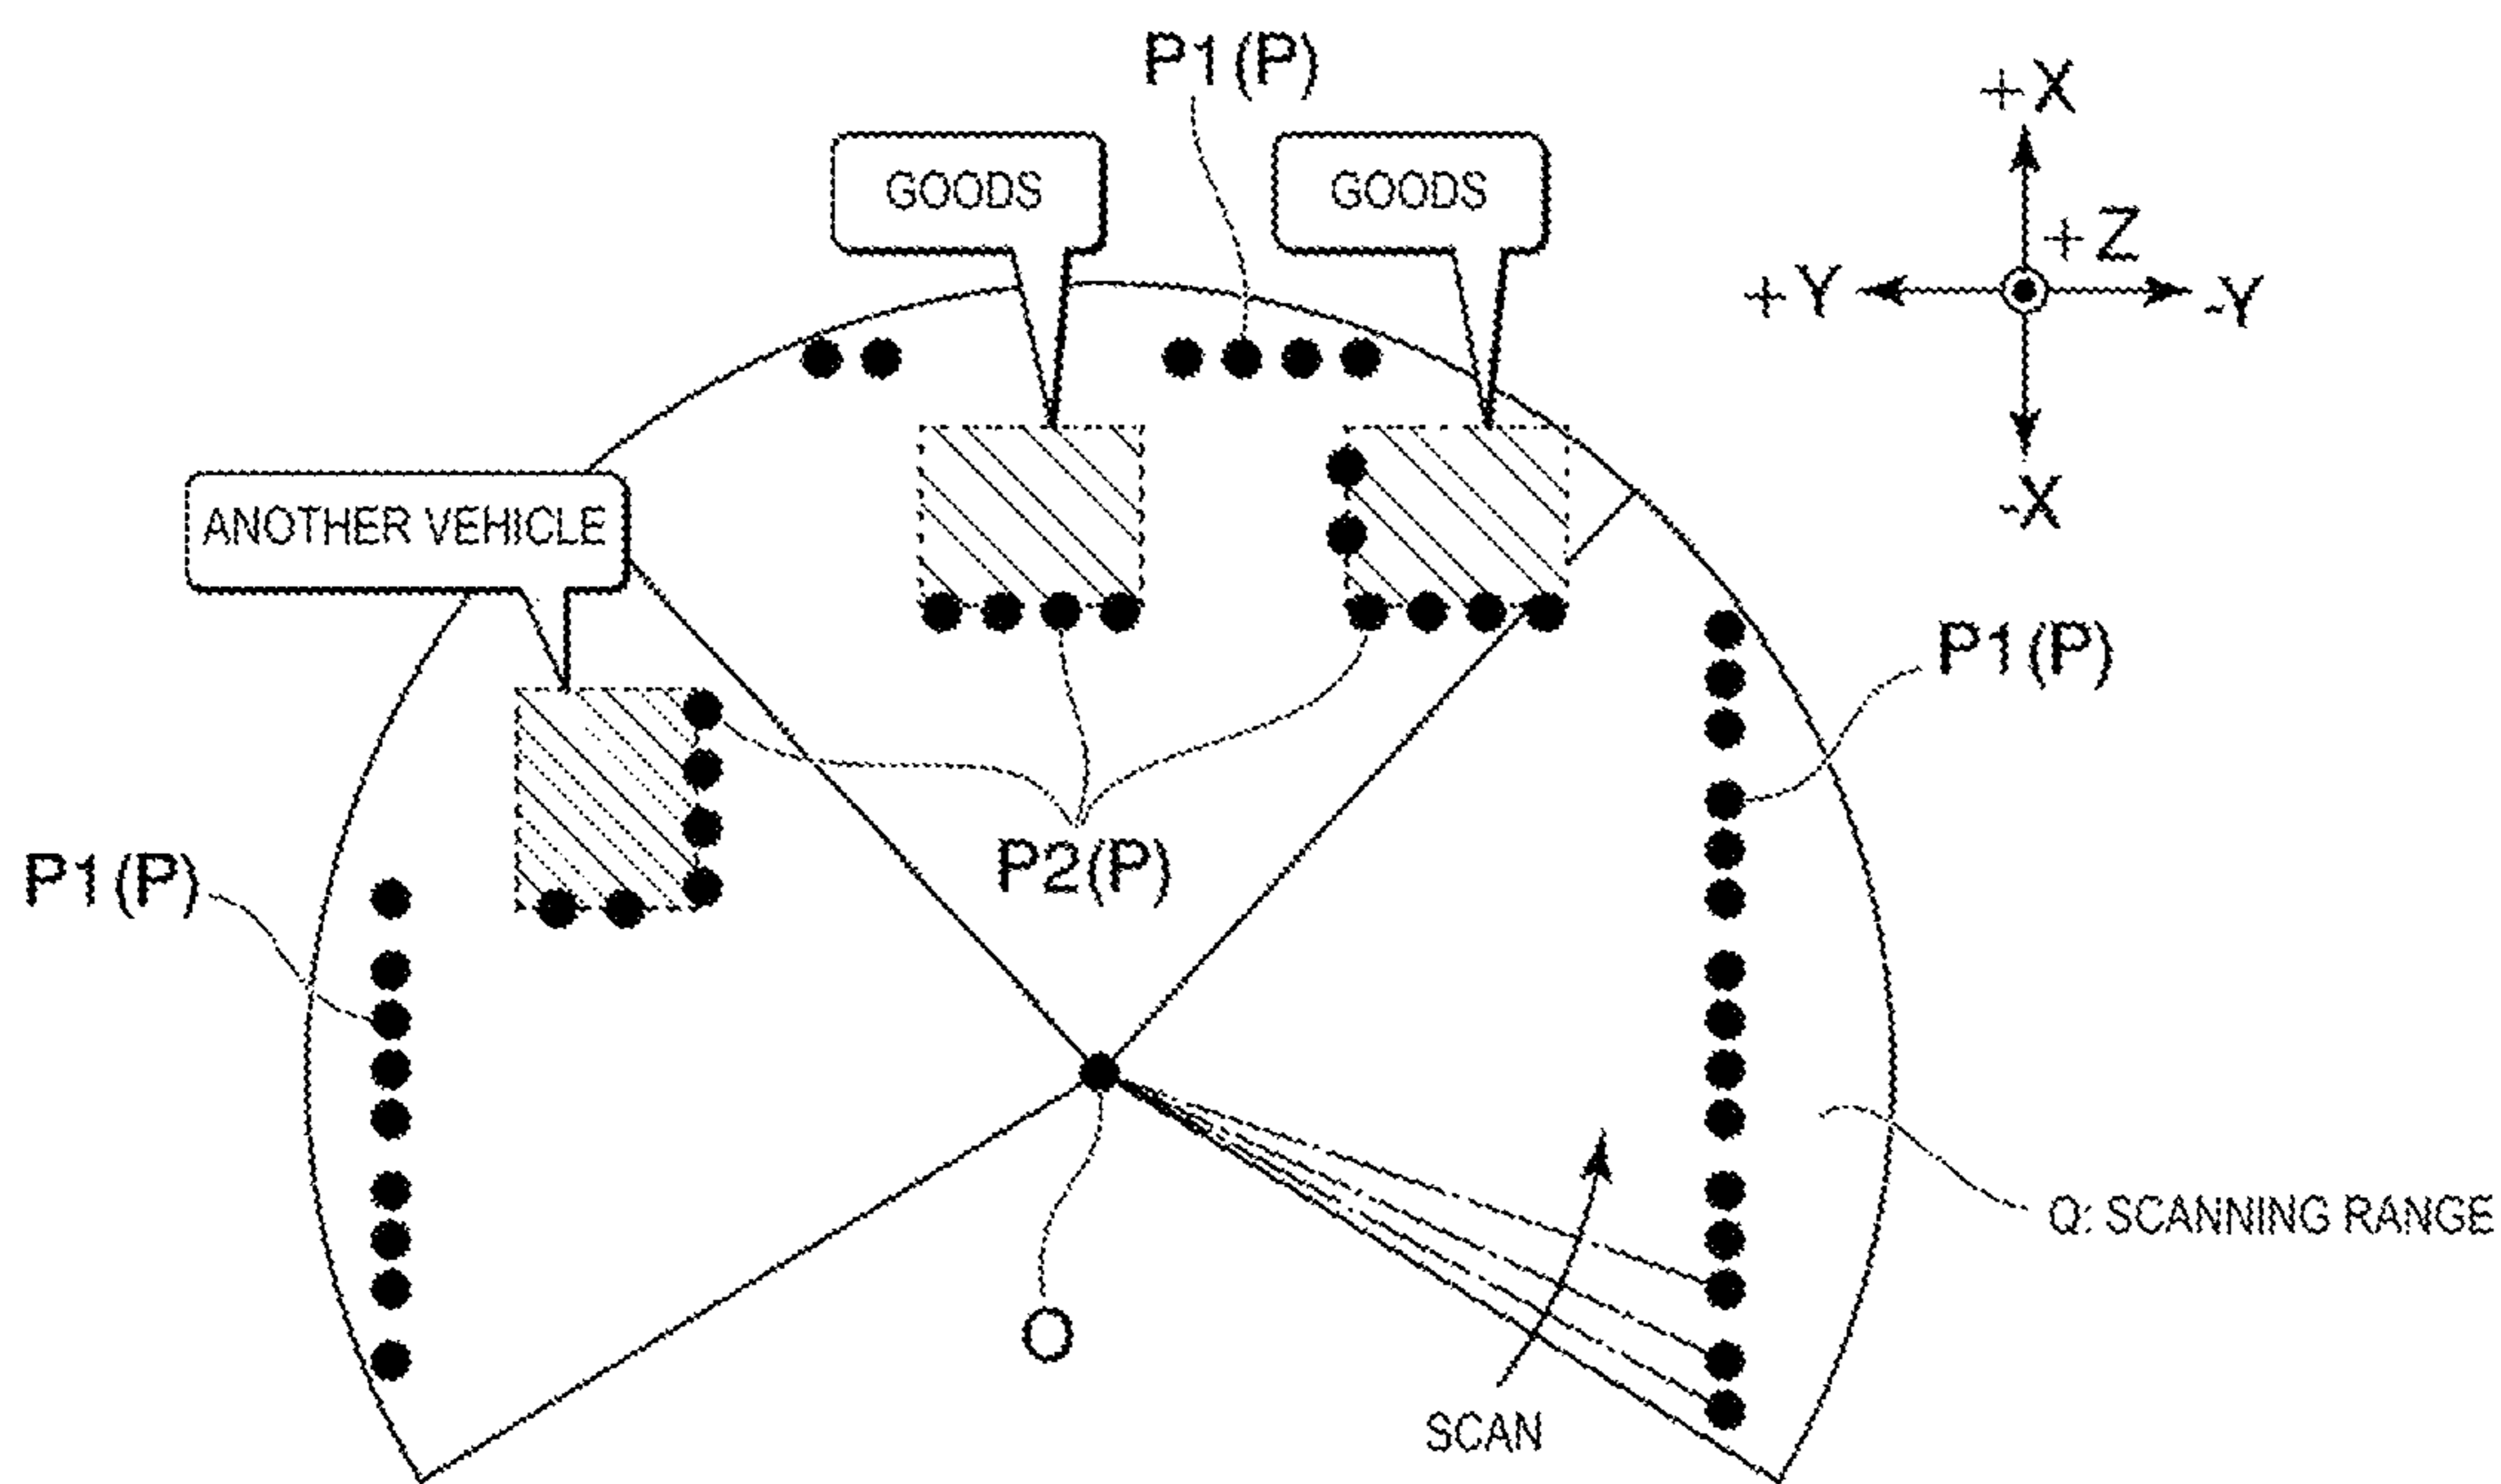 P1(P)
GOODS
GOODS
+X
+Z
+Y
-Y
-X
ANOTHER VEHICLE
P1(P)
P2(P)
P1(P)
Q: SCANNING RANGE
O
SCAN